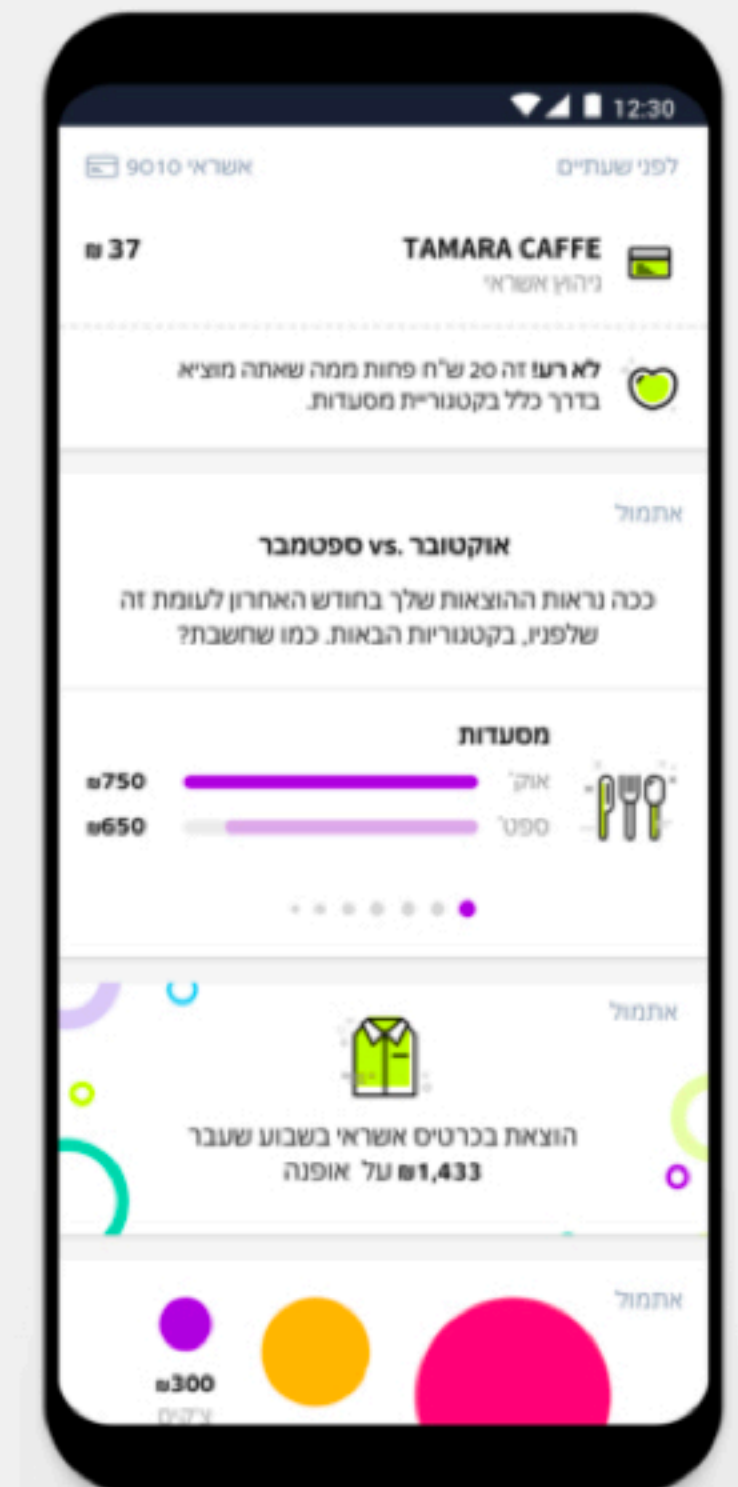 12:30
לפני שעתיים
אשראי 9010
TAMARA CAFFE
₪ 37
גיהוץ אשראי
לא רע! זה 20 ש"ח פחות ממה שאתה מוציא
בדרך כלל בקטגוריית מסעדות.
אתמול
אוקטובר .vs ספטמבר
ככה נראות ההוצאות שלך בחודש האחרון לעומת זה
שלפניו, בקטגוריות הבאות. כמו שחשבת?
מסעדות
אוק' ₪750
ספט' ₪650
אתמול
הוצאת בכרטיס אשראי בשבוע שעבר
₪1,433 על אופנה
אתמול
₪300
צ'קים